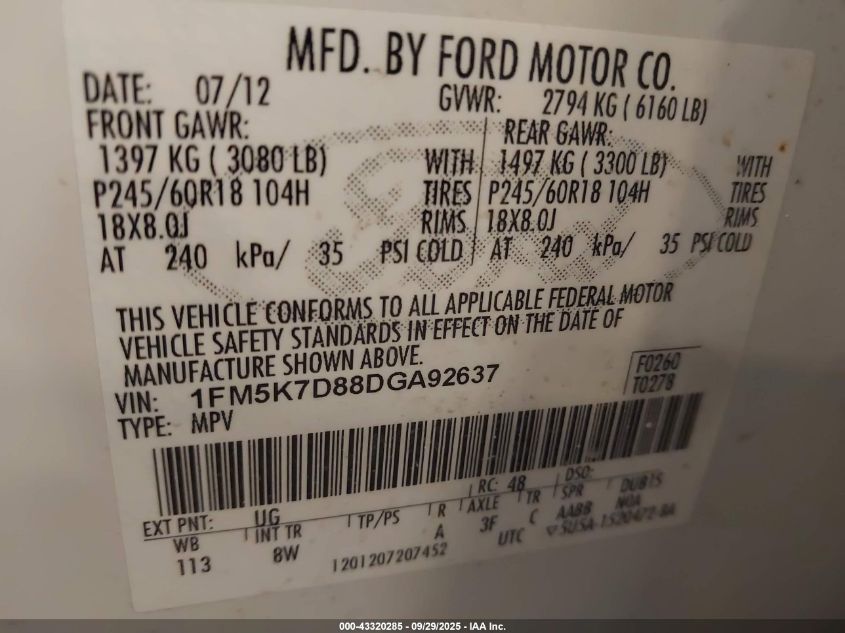 MFD. BY FORD MOTOR CO.
DATE: 07/12 GVWR: 2794 KG ( 6160 LB)
FRONT GAWR: REAR GAWR:
1397 KG ( 3080 LB) WITH 1497 KG ( 3300 LB) WITH
P245/60R18 104H TIRES P245/60R18 104H TIRES
18X8.0J RIMS 18X8.0J RIMS
AT 240 kPa/ 35 PSI COLD AT 240 kPa/ 35 PSI COLD
THIS VEHICLE CONFORMS TO ALL APPLICABLE FEDERAL MOTOR
VEHICLE SAFETY STANDARDS IN EFFECT ON THE DATE OF
MANUFACTURE SHOWN ABOVE.
VIN: 1FM5K7D88DGA92637
F0260
T0278
TYPE: MPV
RC: 48 DSO:
EXT PNT: UG
WB INT TR TP/PS R AXLE TR SPR
113 8W A 3F C AABB
DUB15
NOA
1201207207452 UTC
000-43320285 - 09/29/2025 - IAA Inc.